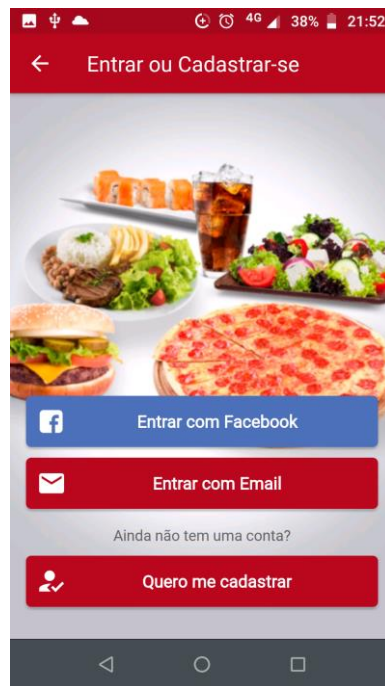 4G 38% 21:52
Entrar ou Cadastrar-se
Entrar com Facebook
Entrar com Email
Ainda não tem uma conta?
Quero me cadastrar